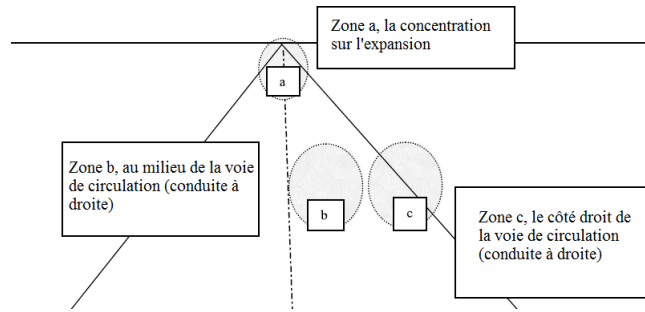 Zone a, la concentration
sur l'expansion
a
Zone b, au milieu de la voie
de circulation (conduite à
droite)
b
c
Zone c, le côté droit de
la voie de circulation
(conduite à droite)